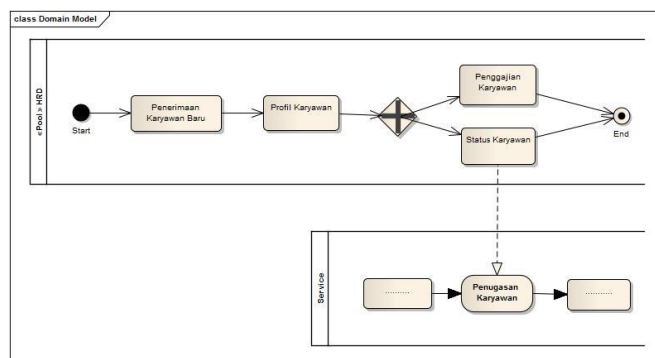 class Domain Model
«Pool» HRD
Start
Penerimaan
Karyawan Baru
Profil Karyawan
Penggajian
Karyawan
Status Karyawan
End
Service
..........
Penugasan
Karyawan
...........